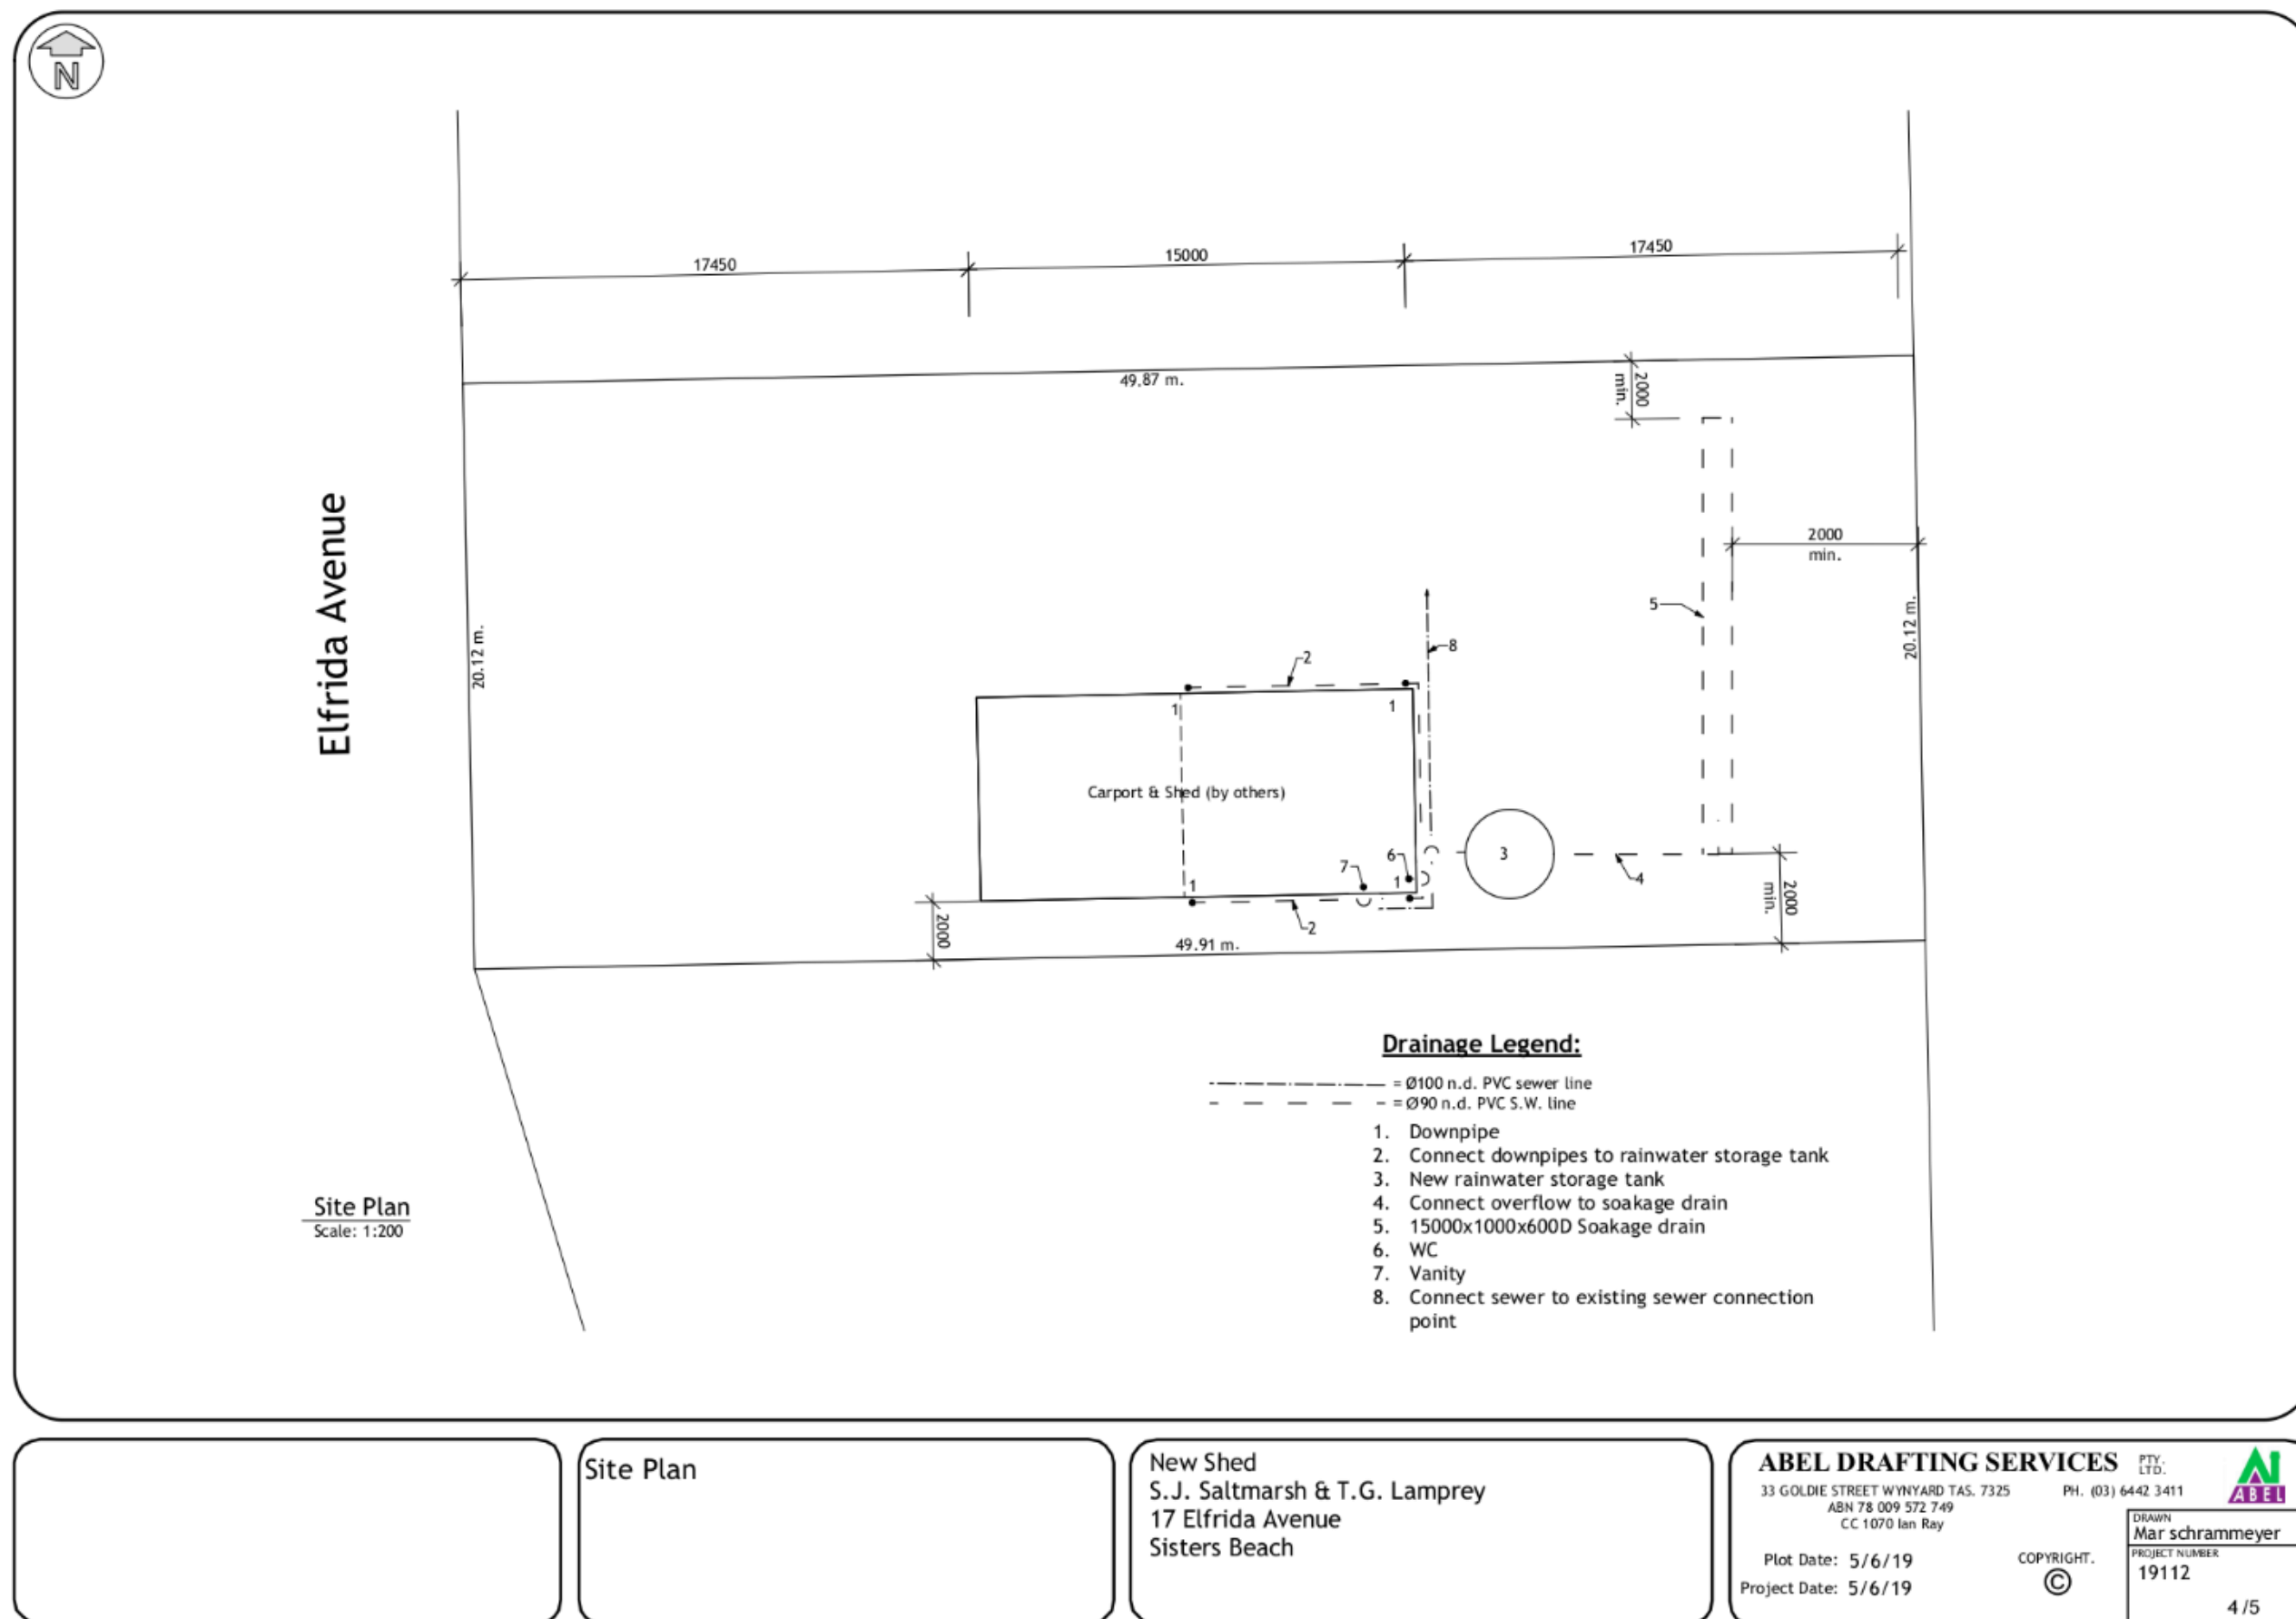 N
17450
15000
17450
49.87 m.
2000
min.
Elfrida Avenue
20.12 m.
2000
min.
20.12 m.
5
8
2
1
1
Carport & Shed (by others)
3
7
6
1
1
4
2
2000
min.
2000
49.91 m.
Drainage Legend:
= Ø100 n.d. PVC sewer line
= Ø90 n.d. PVC S.W. line
1. Downpipe
2. Connect downpipes to rainwater storage tank
3. New rainwater storage tank
4. Connect overflow to soakage drain
5. 15000x1000x600D Soakage drain
6. WC
7. Vanity
8. Connect sewer to existing sewer connection
point
Site Plan
Scale: 1:200
Site Plan
New Shed
S.J. Saltmarsh & T.G. Lamprey
17 Elfrida Avenue
Sisters Beach
ABEL DRAFTING SERVICES PTY. LTD.
33 GOLDIE STREET WYNYARD TAS. 7325 PH. (03) 6442 3411
ABN 78 009 572 749
CC 1070 Ian Ray
ABEL
Plot Date: 5/6/19
Project Date: 5/6/19
COPYRIGHT.
©
DRAWN
Mar schrammeyer
PROJECT NUMBER
19112
4 /5